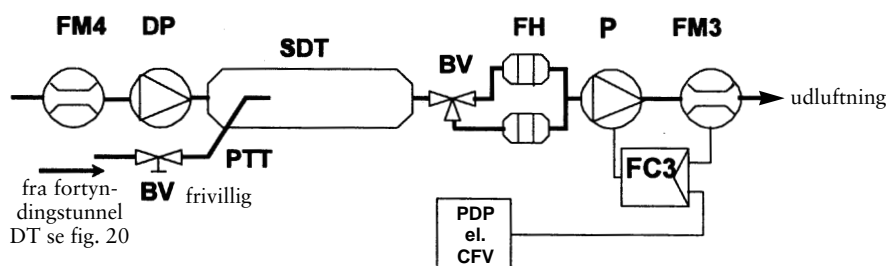 FM4 DP SDT BV FH P FM3
udluftning
PTT
BV frivillig
fra fortyn-
dingstunnel
DT se fig. 20
FC3
PDP
el.
CFV